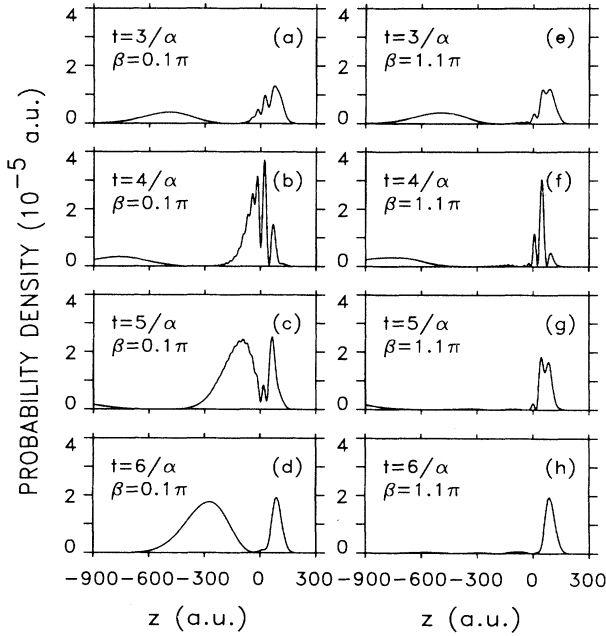 PROBABILITY DENSITY (10⁻⁵ a.u.)
4
2
0
t=3/α
β=0.1π
(a)
t=3/α
β=1.1π
(e)
4
2
0
t=4/α
β=0.1π
(b)
t=4/α
β=1.1π
(f)
4
2
0
t=5/α
β=0.1π
(c)
t=5/α
β=1.1π
(g)
4
2
0
t=6/α
β=0.1π
(d)
t=6/α
β=1.1π
(h)
−900 −600 −300 0 300 −900 −600 −300 0 300
z (a.u.) z (a.u.)